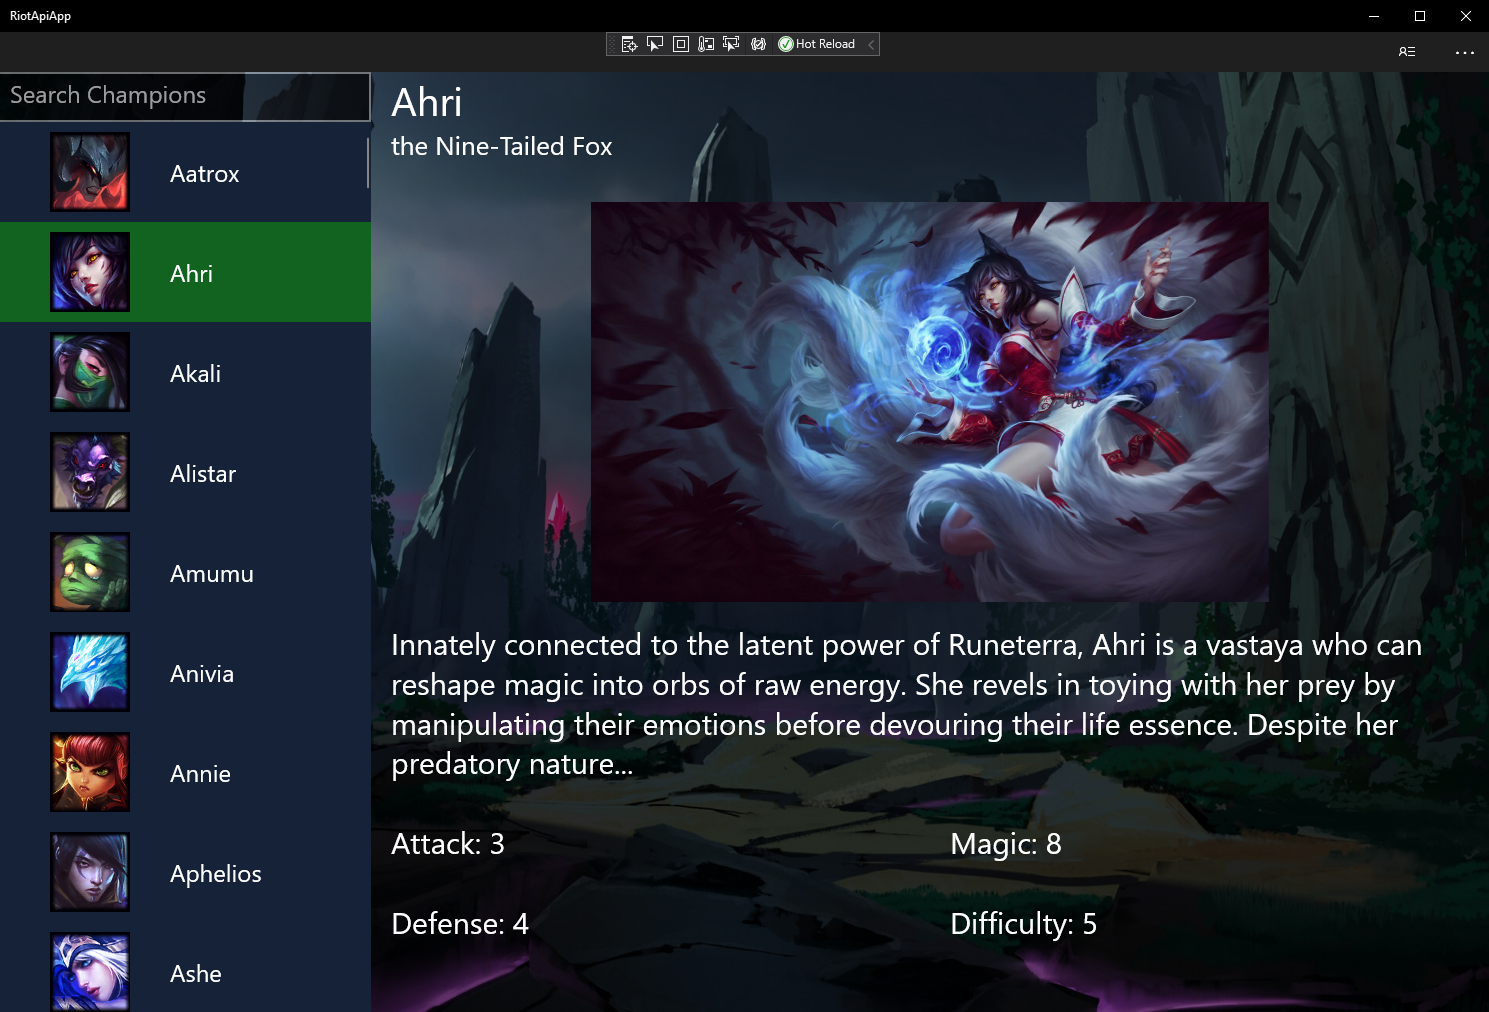 RiotApiApp
Hot Reload
Search Champions
Aatrox
Ahri
Akali
Alistar
Amumu
Anivia
Annie
Aphelios
Ashe
Ahri
the Nine-Tailed Fox
Innately connected to the latent power of Runeterra, Ahri is a vastaya who can
reshape magic into orbs of raw energy. She revels in toying with her prey by
manipulating their emotions before devouring their life essence. Despite her
predatory nature...
Attack: 3
Magic: 8
Defense: 4
Difficulty: 5